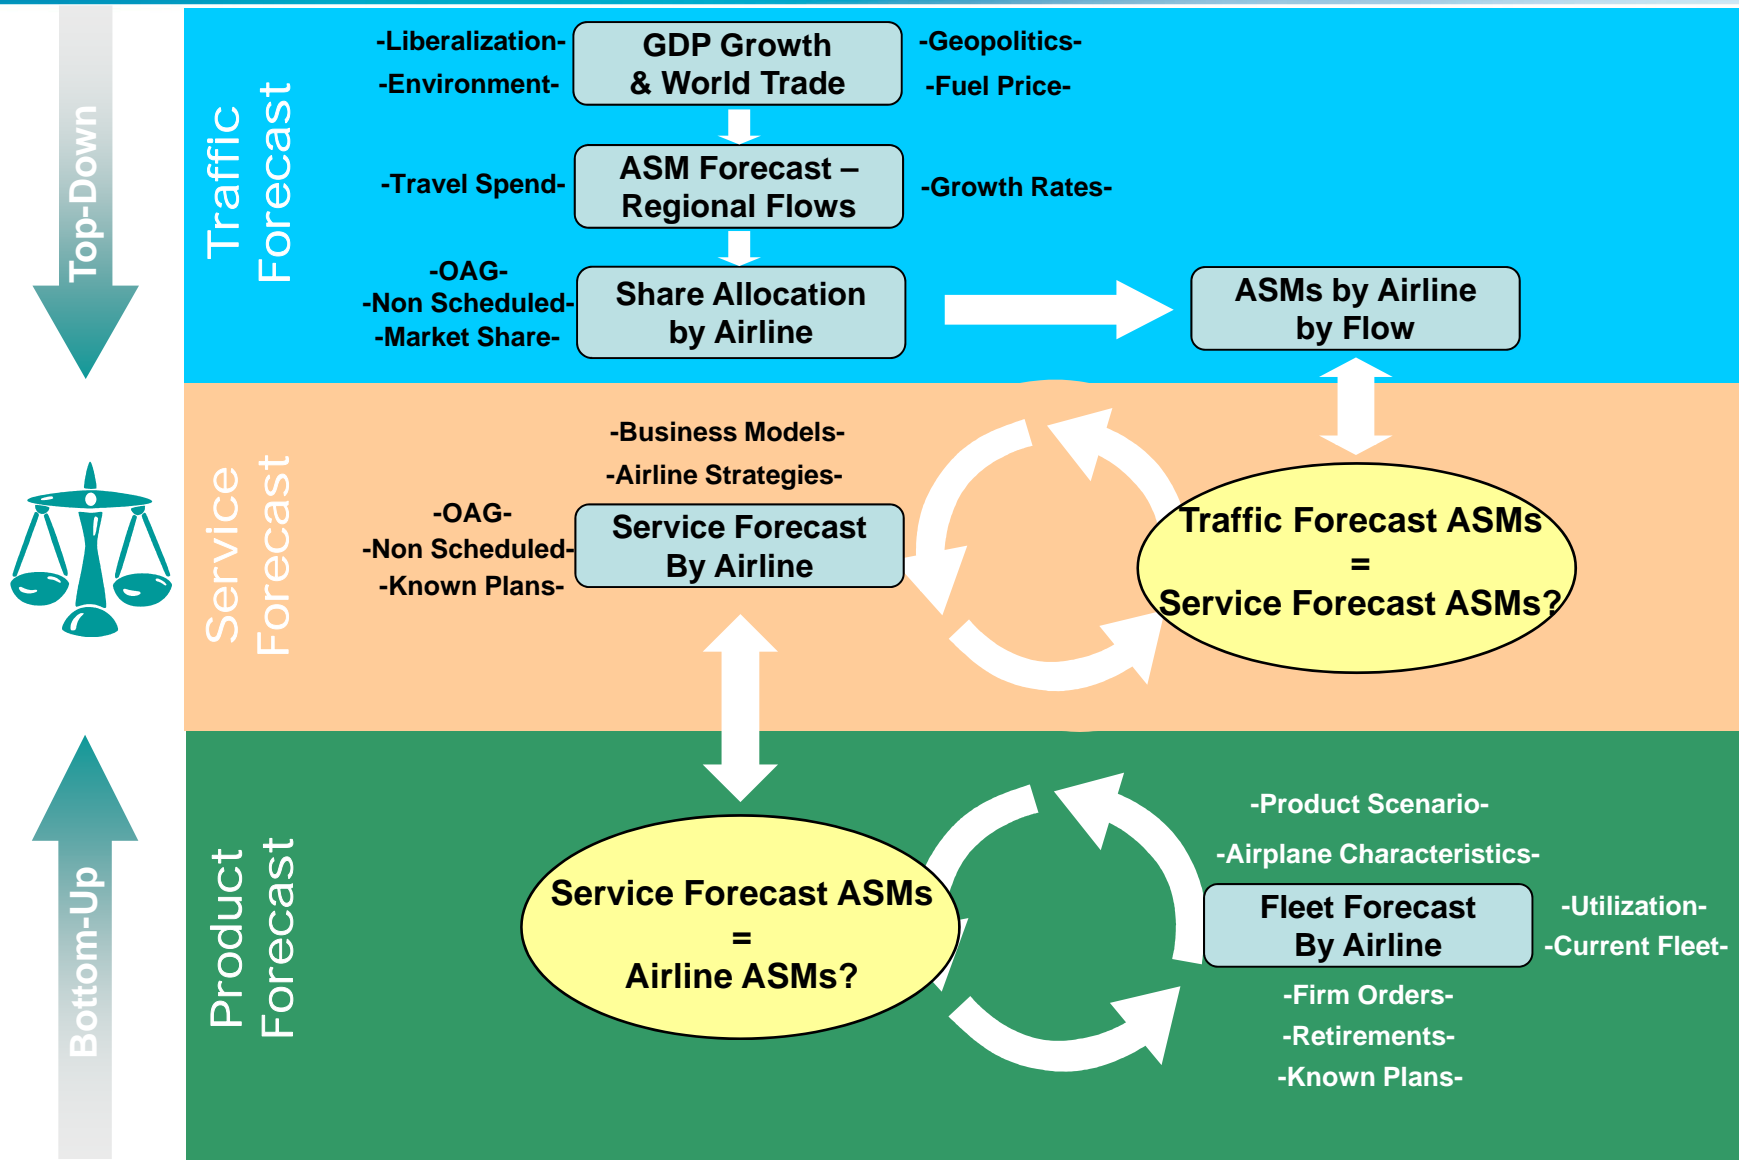 Top-Down
Traffic
Forecast
-Liberalization-
-Environment-
GDP Growth
& World Trade
-Geopolitics-
-Fuel Price-
-Travel Spend-
ASM Forecast –
Regional Flows
-Growth Rates-
-OAG-
-Non Scheduled-
-Market Share-
Share Allocation
by Airline
ASMs by Airline
by Flow
Service
Forecast
-Business Models-
-Airline Strategies-
-OAG-
-Non Scheduled-
-Known Plans-
Service Forecast
By Airline
Traffic Forecast ASMs
=
Service Forecast ASMs?
Bottom-Up
Product
Forecast
Service Forecast ASMs
=
Airline ASMs?
-Product Scenario-
-Airplane Characteristics-
Fleet Forecast
By Airline
-Utilization-
-Current Fleet-
-Firm Orders-
-Retirements-
-Known Plans-